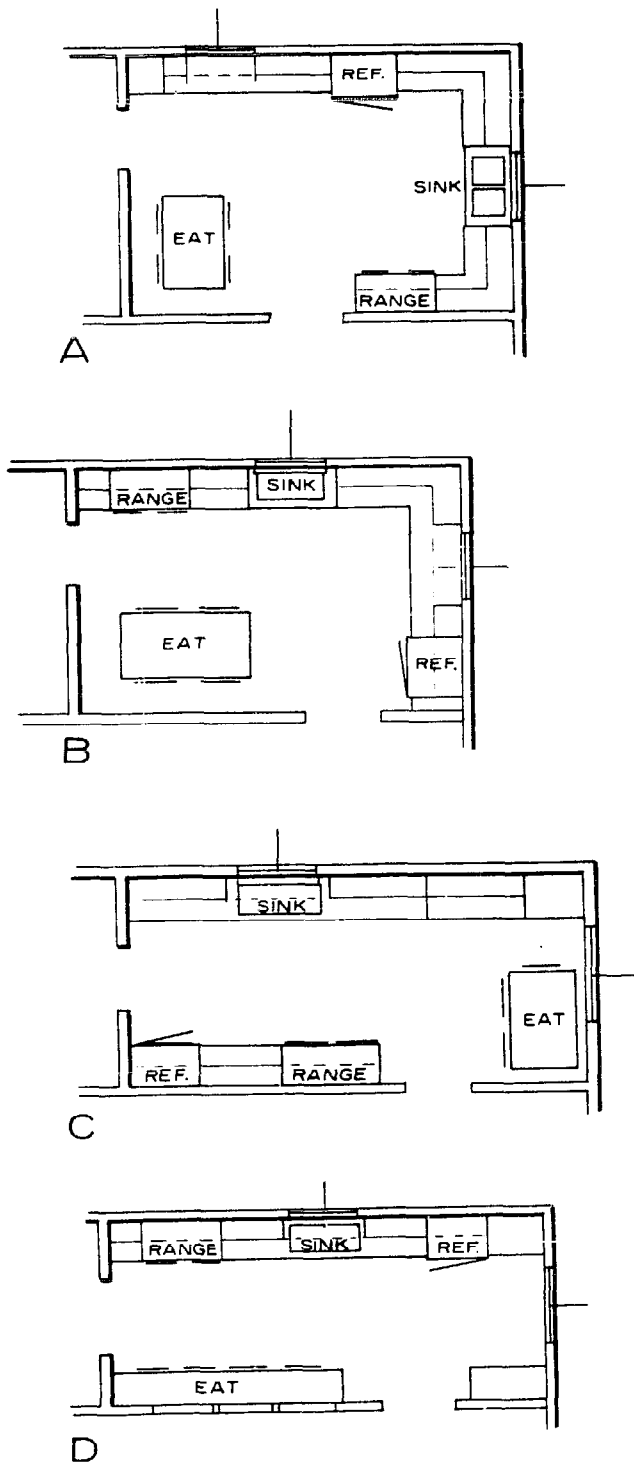 REF.
SINK
EAT
RANGE
A
RANGE
SINK
EAT
REF.
B
SINK
EAT
REF.
RANGE
C
RANGE
SINK
REF.
EAT
D